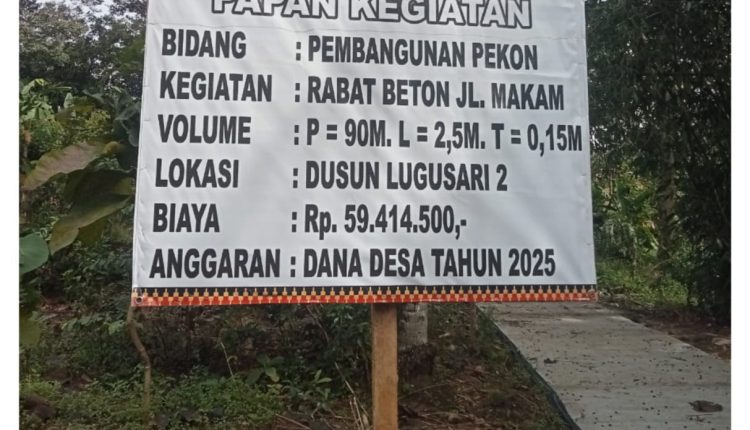 PAPAN KEGIATAN
BIDANG : PEMBANGUNAN PEKON
KEGIATAN : RABAT BETON JL. MAKAM
VOLUME : P = 90M. L = 2,5M. T = 0,15M
LOKASI : DUSUN LUGUSARI 2
BIAYA : Rp. 59.414.500,-
ANGGARAN : DANA DESA TAHUN 2025